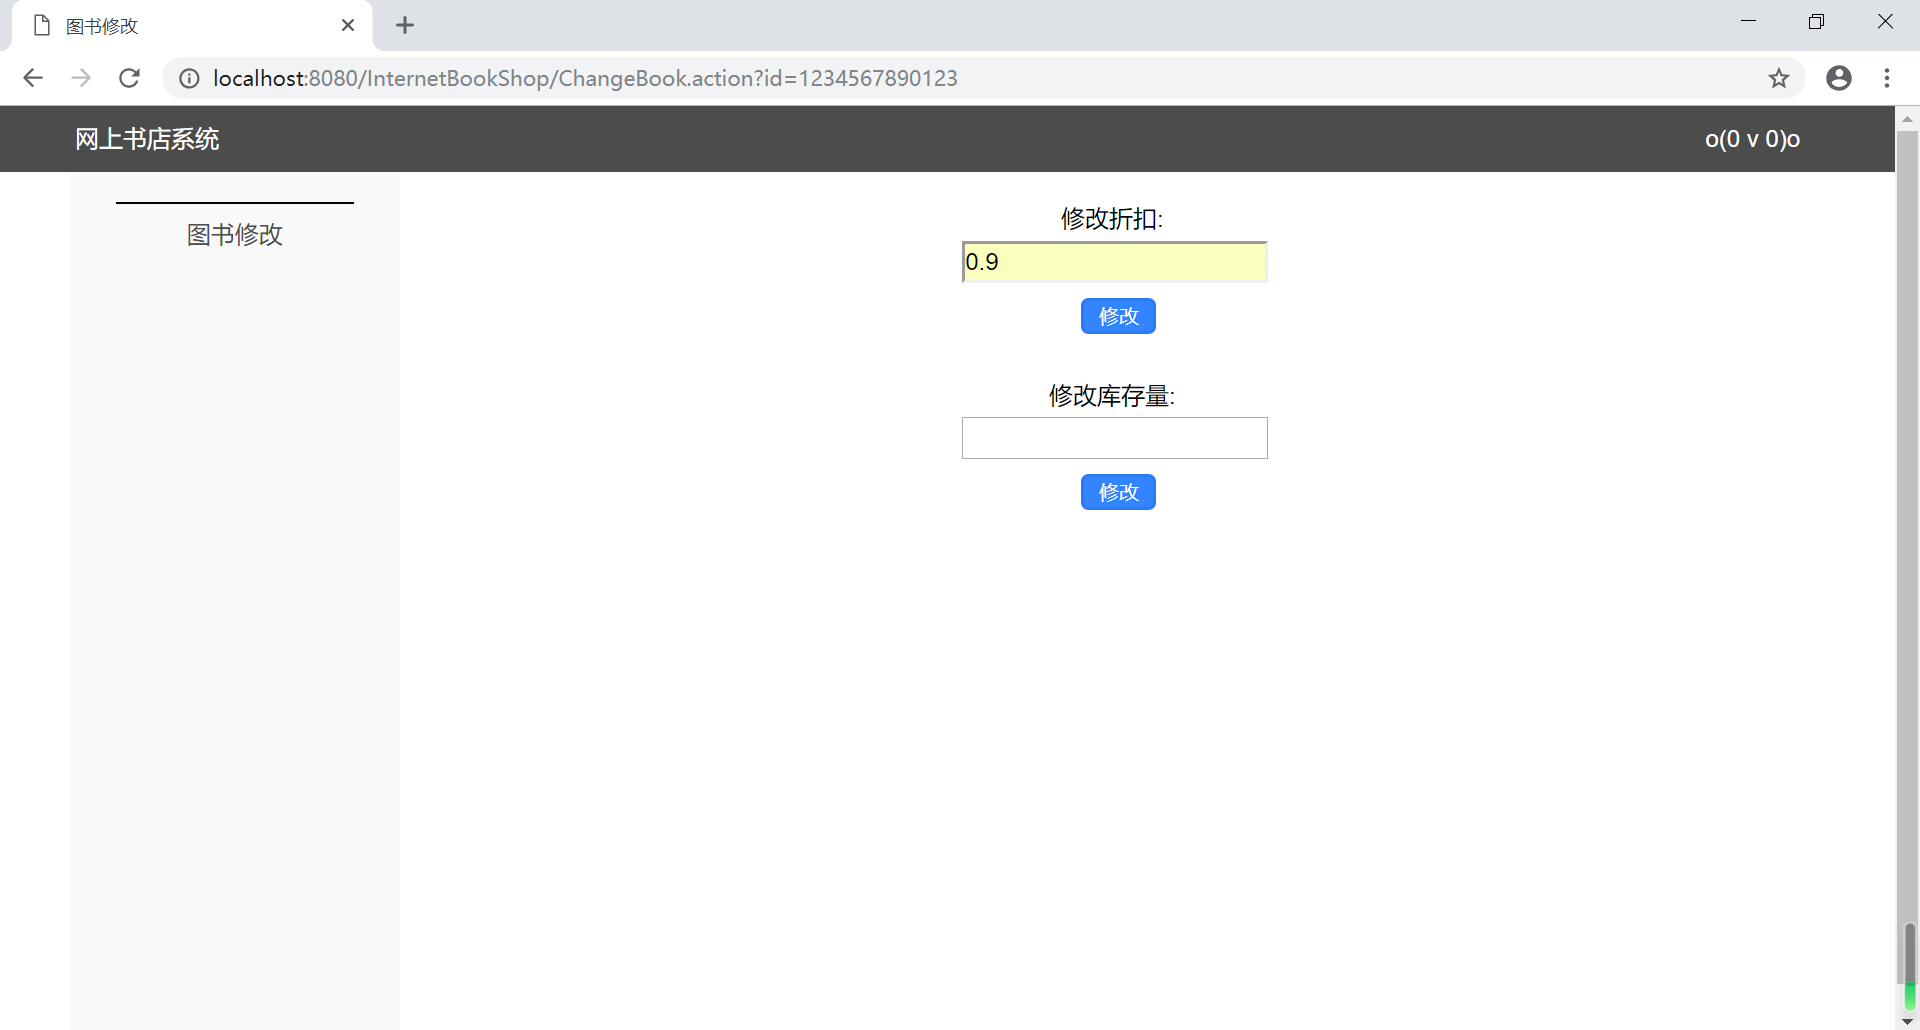 图书修改
localhost:8080/InternetBookShop/ChangeBook.action?id=1234567890123
网上书店系统
o(0 v 0)o
图书修改
修改折扣:
0.9
修改
修改库存量:
修改